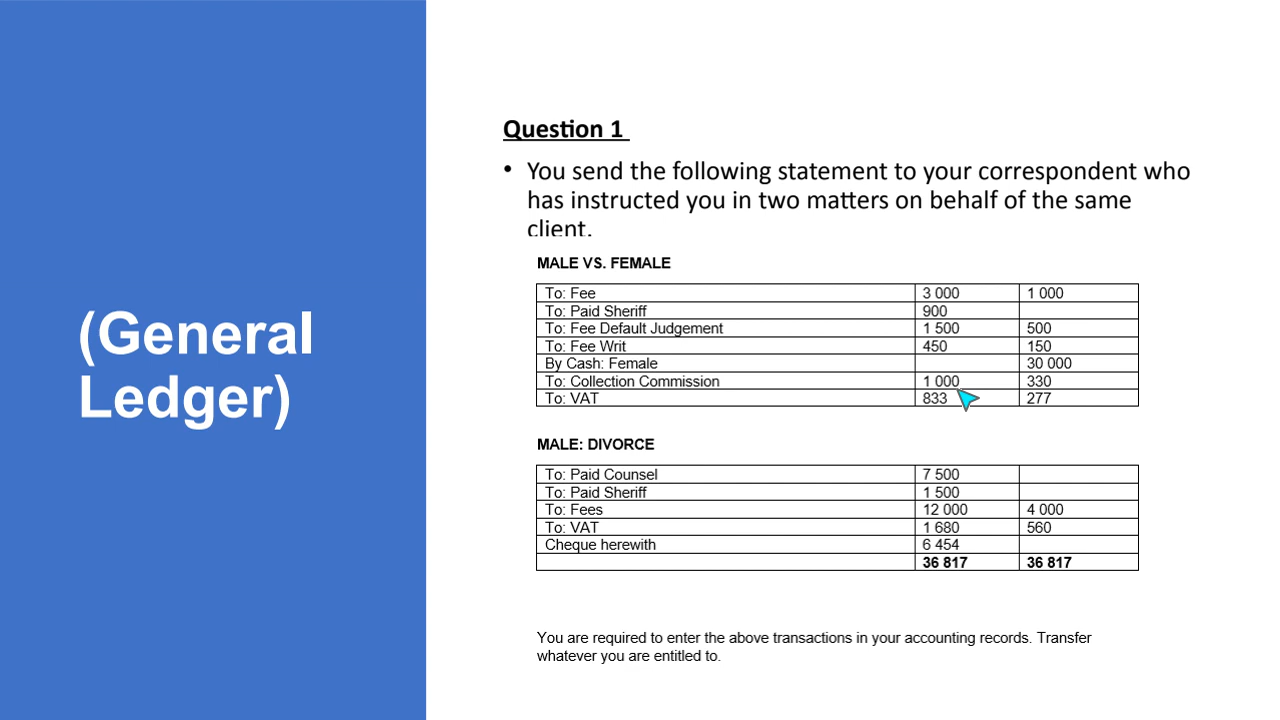 (General
Ledger)
Question 1
• You send the following statement to your correspondent who
has instructed you in two matters on behalf of the same
client.
MALE VS. FEMALE
To: Fee 3 000 1 000
To: Paid Sheriff 900
To: Fee Default Judgement 1 500 500
To: Fee Writ 450 150
By Cash: Female 30 000
To: Collection Commission 1 000 330
To: VAT 833 277
MALE: DIVORCE
To: Paid Counsel 7 500
To: Paid Sheriff 1 500
To: Fees 12 000 4 000
To: VAT 1 680 560
Cheque herewith 6 454
36 817 36 817
You are required to enter the above transactions in your accounting records. Transfer
whatever you are entitled to.